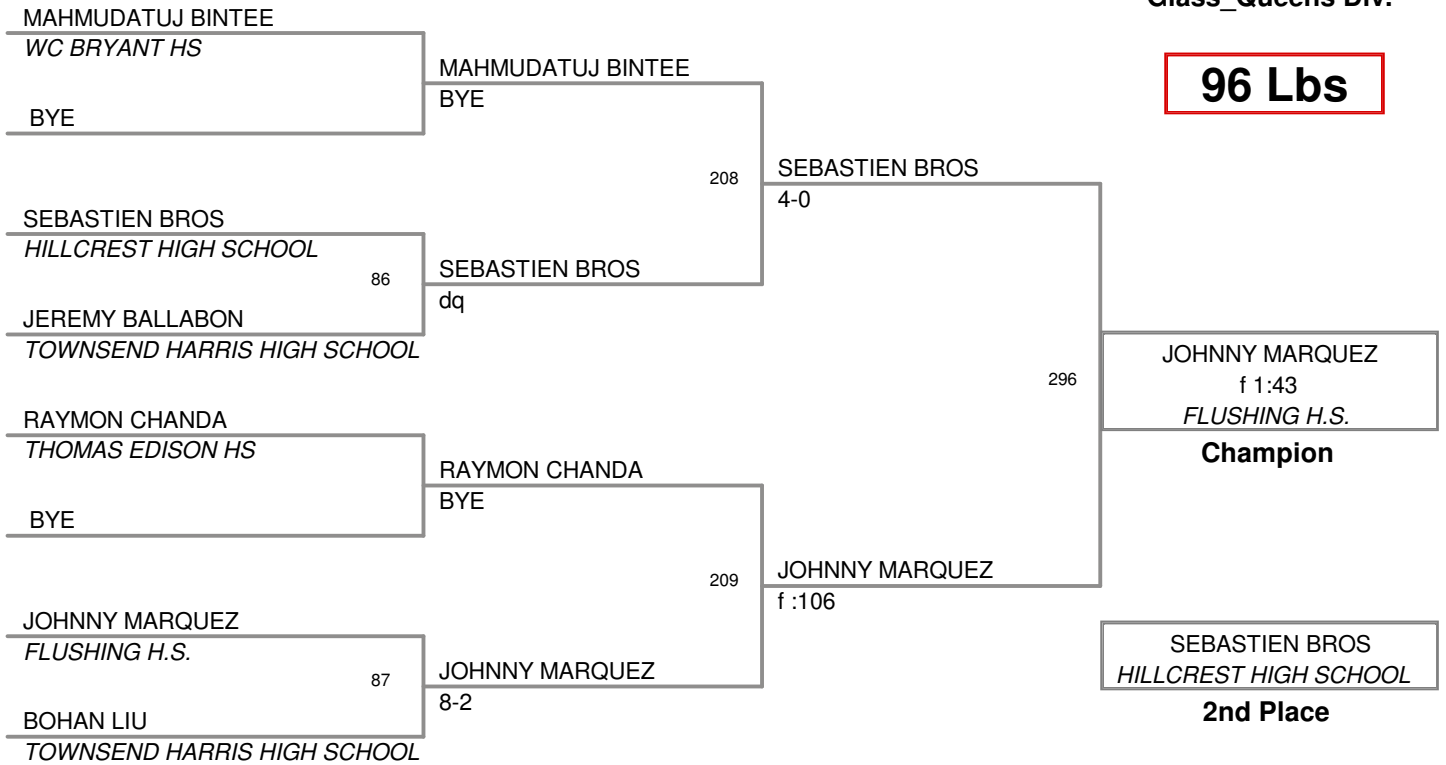 MAHMUDATUJ BINTEE
WC BRYANT HS
BYE
SEBASTIEN BROS
HILLCREST HIGH SCHOOL
86
JEREMY BALLABON
TOWNSEND HARRIS HIGH SCHOOL
RAYMON CHANDA
THOMAS EDISON HS
BYE
JOHNNY MARQUEZ
FLUSHING H.S.
87
BOHAN LIU
TOWNSEND HARRIS HIGH SCHOOL
MAHMUDATUJ BINTEE
BYE
208
SEBASTIEN BROS
dq
RAYMON CHANDA
BYE
209
JOHNNY MARQUEZ
8-2
SEBASTIEN BROS
4-0
296
JOHNNY MARQUEZ
f :106
96 Lbs
JOHNNY MARQUEZ
f 1:43
FLUSHING H.S.
Champion
SEBASTIEN BROS
HILLCREST HIGH SCHOOL
2nd Place